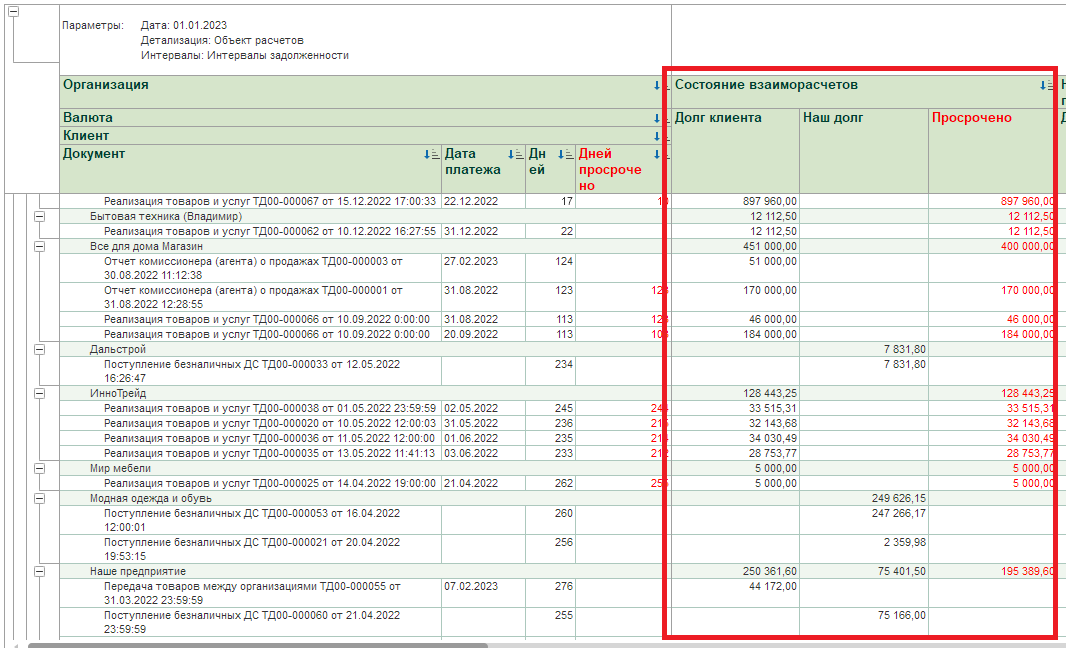 Параметры: Дата: 01.01.2023
Детализация: Объект расчетов
Интервалы: Интервалы задолженности
Организация Состояние взаиморасчетов
Валюта Долг клиента Наш долг Просрочено
Клиент
Документ Дата платежа Дн ей Дней просроче но
Реализация товаров и услуг ТД00-000067 от 15.12.2022 17:00:33 22.12.2022 17 897 960,00 897 960,00
Бытовая техника (Владимир) 12 112,50 12 112,50
Реализация товаров и услуг ТД00-000062 от 10.12.2022 16:27:55 31.12.2022 22 12 112,50 12 112,50
Все для дома Магазин 451 000,00 400 000,00
Отчет комиссионера (агента) о продажах ТД00-000003 от 27.02.2023 124 51 000,00
30.08.2022 11:12:38
Отчет комиссионера (агента) о продажах ТД00-000001 от 31.08.2022 123 170 000,00 170 000,00
31.08.2022 12:28:55
Реализация товаров и услуг ТД00-000066 от 10.09.2022 0:00:00 31.08.2022 113 46 000,00 46 000,00
Реализация товаров и услуг ТД00-000066 от 10.09.2022 0:00:00 20.09.2022 113 184 000,00 184 000,00
Дальстрой 7 831,80
Поступление безналичных ДС ТД00-000033 от 12.05.2022 234 7 831,80
16:26:47
ИнноТрейд 128 443,25 128 443,25
Реализация товаров и услуг ТД00-000038 от 01.05.2022 23:59:59 02.05.2022 245 33 515,31 33 515,31
Реализация товаров и услуг ТД00-000020 от 10.05.2022 12:00:03 31.05.2022 236 32 143,68 32 143,68
Реализация товаров и услуг ТД00-000036 от 11.05.2022 12:00:00 01.06.2022 235 34 030,49 34 030,49
Реализация товаров и услуг ТД00-000035 от 13.05.2022 11:41:13 03.06.2022 233 28 753,77 28 753,77
Мир мебели 5 000,00 5 000,00
Реализация товаров и услуг ТД00-000025 от 14.04.2022 19:00:00 21.04.2022 262 5 000,00 5 000,00
Модная одежда и обувь 249 626,15
Поступление безналичных ДС ТД00-000053 от 16.04.2022 260 247 266,17
12:00:01
Поступление безналичных ДС ТД00-000021 от 20.04.2022 256 2 359,98
19:53:15
Наше предприятие 250 361,60 75 401,50 195 389,60
Передача товаров между организациями ТД00-000055 от 07.02.2023 276 44 172,00
31.03.2022 23:59:59
Поступление безналичных ДС ТД00-000060 от 21.04.2022 255 75 166,00
23:59:59